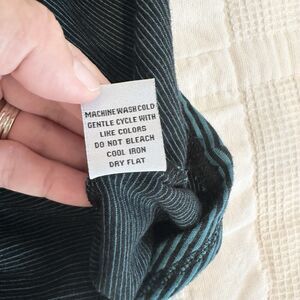 MACHINE WASH COLD
GENTLE CYCLE WITH
LIKE COLORS
DO NOT BLEACH
COOL IRON
DRY FLAT